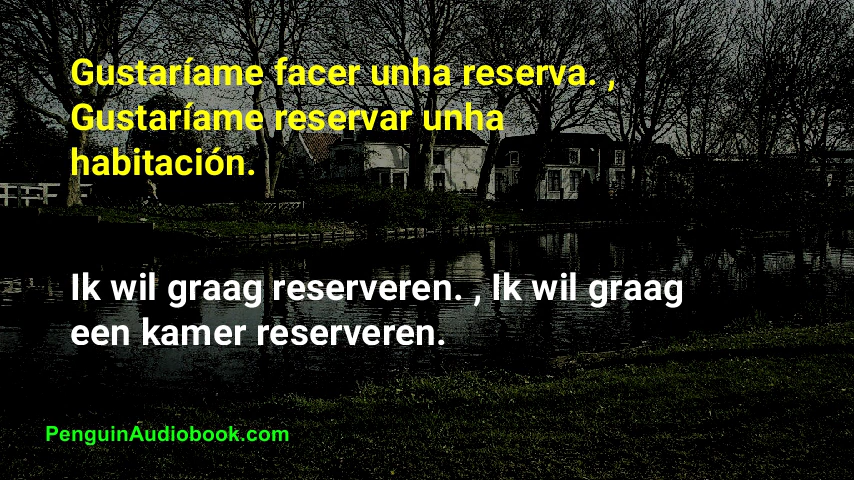 Gustaríame facer unha reserva. ,
Gustaríame reservar unha
habitación.
Ik wil graag reserveren. , Ik wil graag
een kamer reserveren.
PenguinAudiobook.com